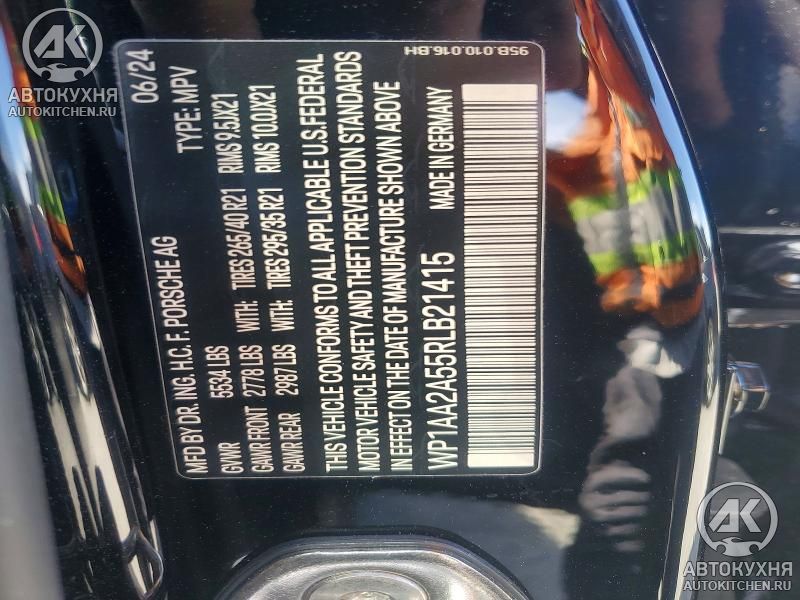 MFD BY DR. ING. H.C. F. PORSCHE AG 06/24
GVWR 5534 LBS TYPE: MPV
GAWR FRONT 2778 LBS WITH: TIRES 265/40 R21 RIMS 9.5JX21
GAWR REAR 2987 LBS WITH: TIRES 295/35 R21 RIMS 10.0JX21
THIS VEHICLE CONFORMS TO ALL APPLICABLE U.S. FEDERAL
MOTOR VEHICLE SAFETY AND THEFT PREVENTION STANDARDS
IN EFFECT ON THE DATE OF MANUFACTURE SHOWN ABOVE
WP1AA2A55RLB21415 MADE IN GERMANY
95B.010.016.BH
АК
АВТОКУХНЯ
AUTOKITCHEN.RU
АК
АВТОКУХНЯ
AUTOKITCHEN.RU